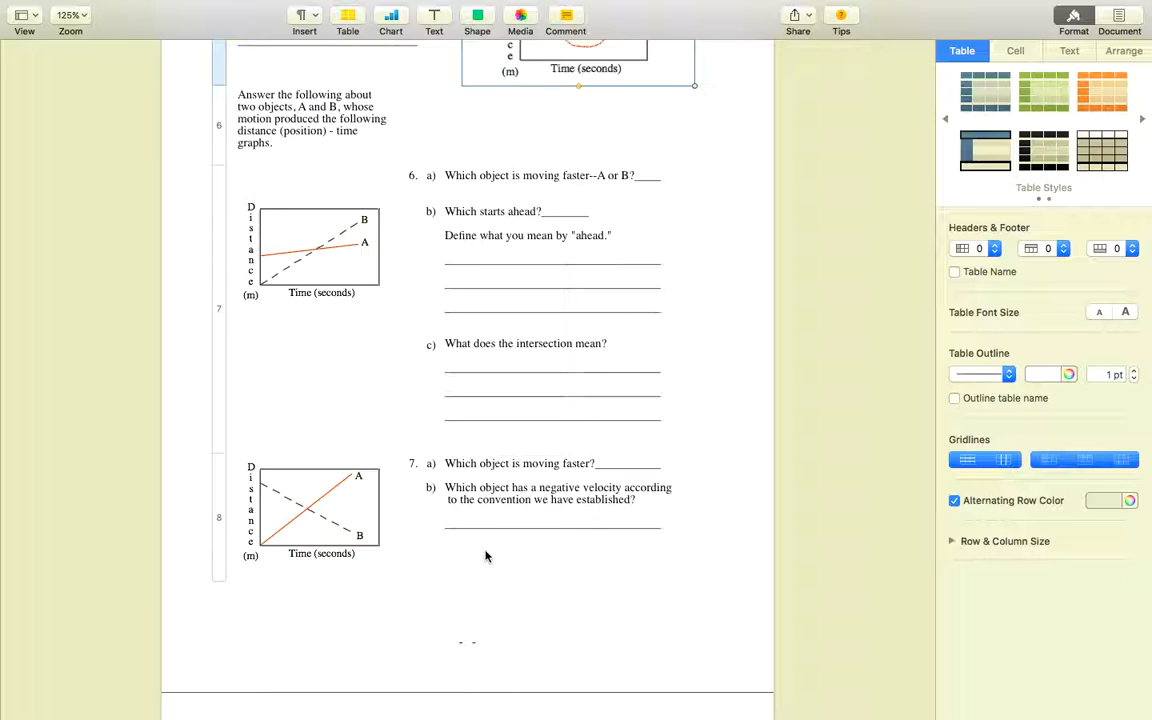 View
125%
Zoom
Insert
Table
Chart
Text
Shape
Media
Comment
Share
Tips
Format
Document
Table
Cell
Text
Arrange
c
e
(m)
Time (seconds)
Answer the following about
two objects, A and B, whose
motion produced the following
distance (position) - time
graphs.
6
6. a) Which object is moving faster--A or B?_____
b) Which starts ahead?_________
Define what you mean by "ahead."
D
i
s
t
a
n
c
e
(m)
B
A
Time (seconds)
7
c) What does the intersection mean?
7. a) Which object is moving faster?____________
b) Which object has a negative velocity according
to the convention we have established?
D
i
s
t
a
n
c
e
(m)
A
B
Time (seconds)
8
- -
Table Styles
Headers & Footer
0
0
0
Table Name
Table Font Size
A
A
Table Outline
1 pt
Outline table name
Gridlines
Alternating Row Color
Row & Column Size